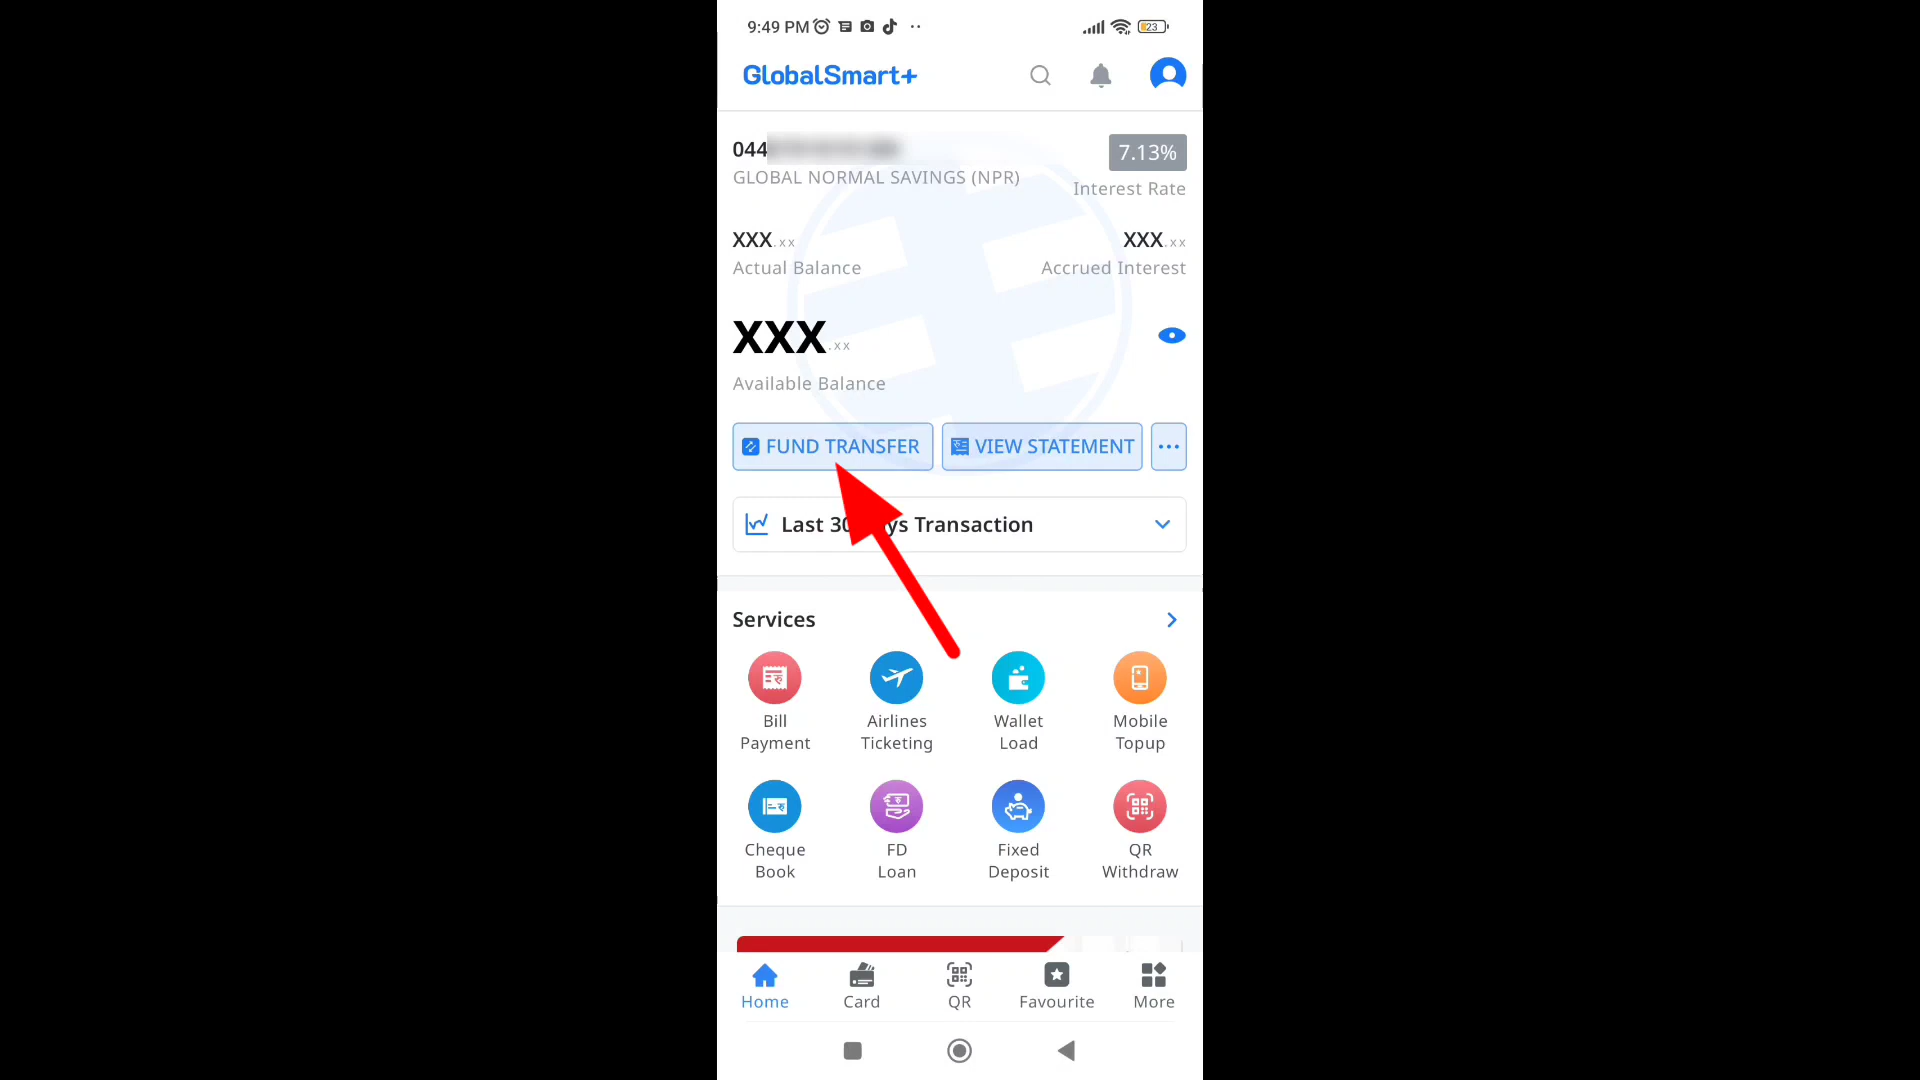 9:49 PM
23
GlobalSmart+
044
7.13%
GLOBAL NORMAL SAVINGS (NPR)
Interest Rate
XXX.xx
XXX.xx
Actual Balance
Accrued Interest
XXX.xx
Available Balance
FUND TRANSFER
VIEW STATEMENT
Last 30 ys Transaction
Services
Bill
Payment
Airlines
Ticketing
Wallet
Load
Mobile
Topup
Cheque
Book
FD
Loan
Fixed
Deposit
QR
Withdraw
Home
Card
QR
Favourite
More